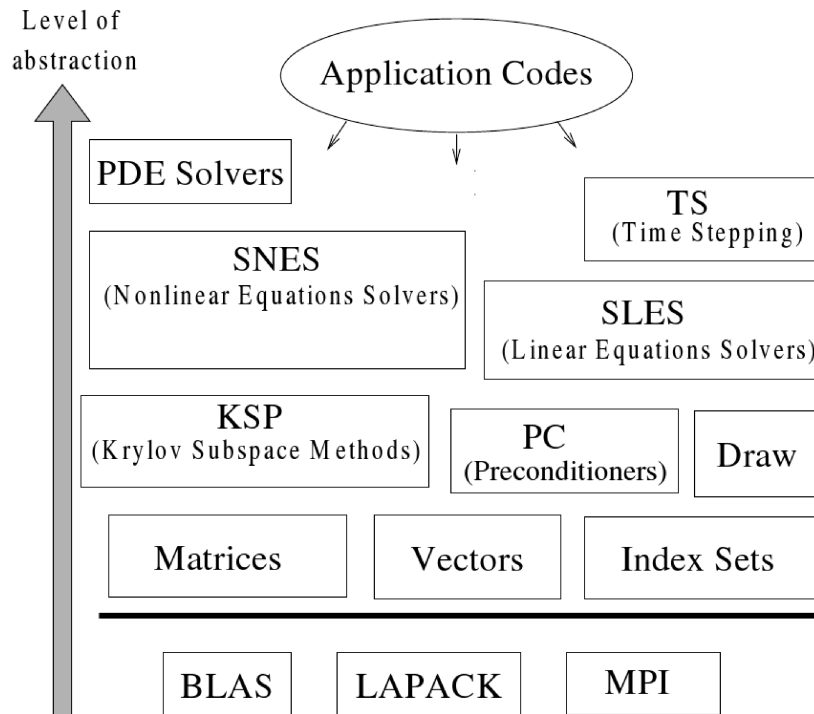 Level of
abstraction
Application Codes
PDE Solvers
TS
(Time Stepping)
SNES
(Nonlinear Equations Solvers)
SLES
(Linear Equations Solvers)
KSP
(Krylov Subspace Methods)
PC
(Preconditioners)
Draw
Matrices
Vectors
Index Sets
BLAS
LAPACK
MPI